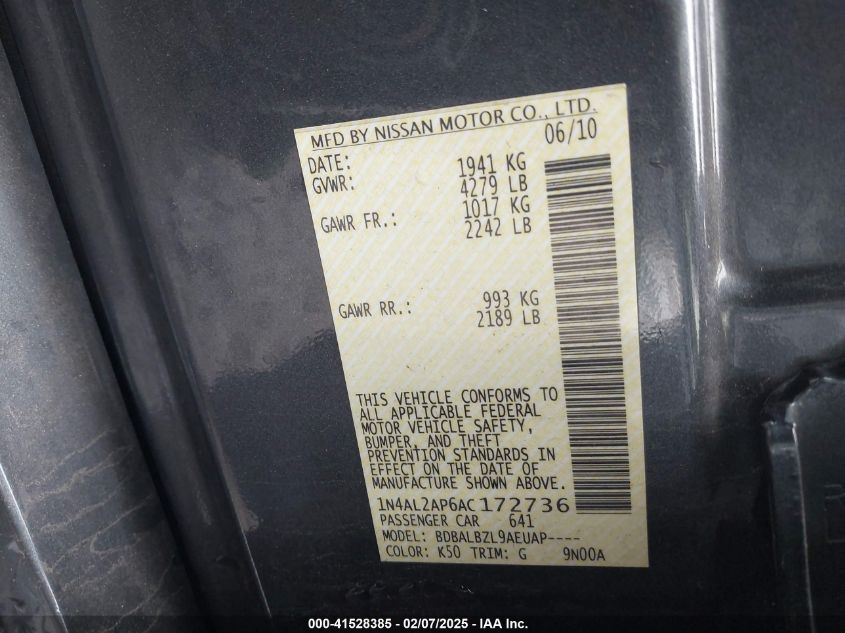 MFD BY NISSAN MOTOR CO., LTD.
DATE: 06/10
GVWR: 1941 KG
4279 LB
GAWR FR.: 1017 KG
2242 LB
GAWR RR.: 993 KG
2189 LB
THIS VEHICLE CONFORMS TO
ALL APPLICABLE FEDERAL
MOTOR VEHICLE SAFETY,
BUMPER, AND THEFT
PREVENTION STANDARDS IN
EFFECT ON THE DATE OF
MANUFACTURE SHOWN ABOVE.
1N4AL2AP6AC172736
PASSENGER CAR 641
MODEL: BDBALBZL9AEUAP----
COLOR: K50 TRIM: G 9N00A
000-41528385 - 02/07/2025 - IAA Inc.